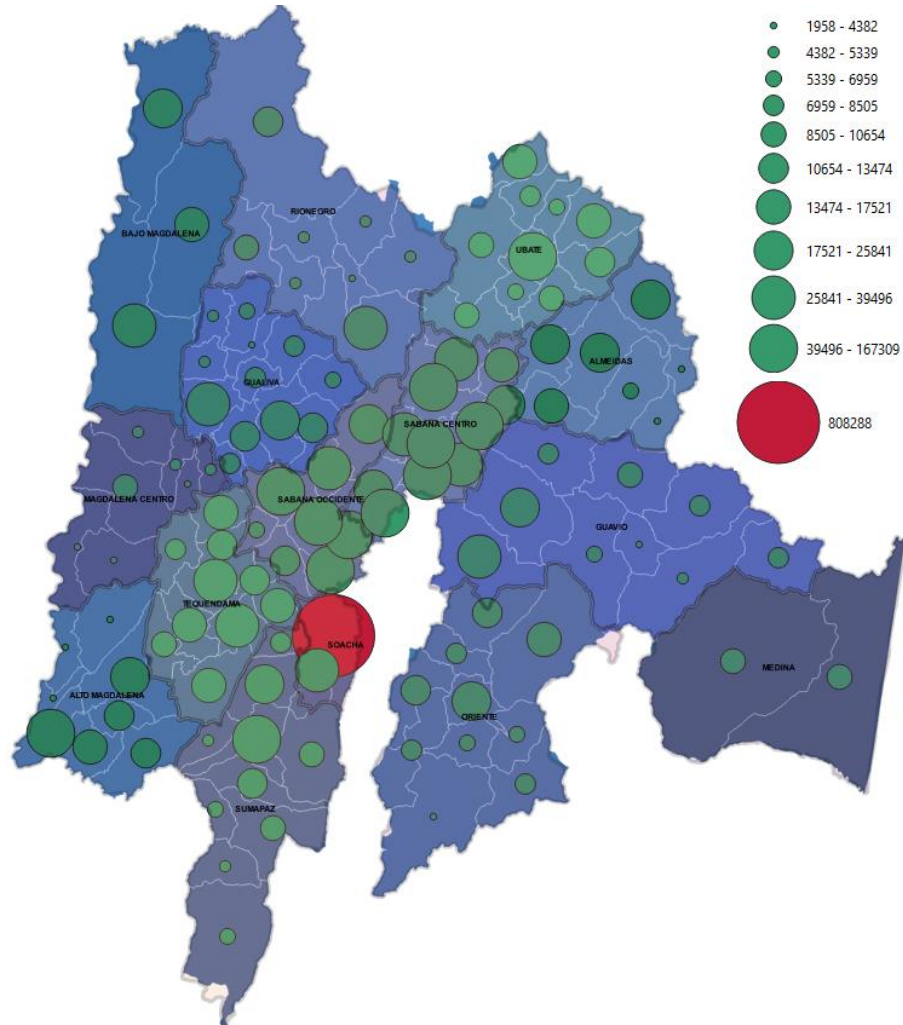 1958 - 4382
4382 - 5339
5339 - 6959
6959 - 8505
8505 - 10654
10654 - 13474
13474 - 17521
17521 - 25841
25841 - 39496
39496 - 167309
808288
RIONEGRO
BAJO MAGDALENA
UBATE
ALMEIDAS
GUALIVA
SABANA CENTRO
MAGDALENA CENTRO
SABANA OCCIDENTE
GUAVIO
TEQUENDAMA
SOACHA
MEDINA
ALTO MAGDALENA
ORIENTE
SUMAPAZ